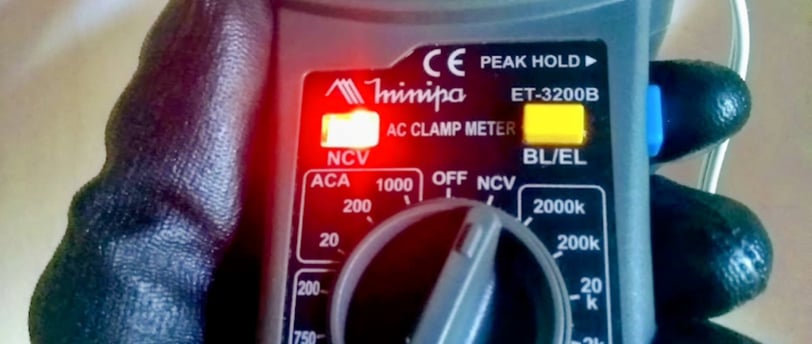 CE PEAK HOLD ▶
minipa ET-3200B
AC CLAMP METER
NCV BL/EL
ACA 1000 OFF NCV
200 2000k
20 200k
200 20
k
750 2k